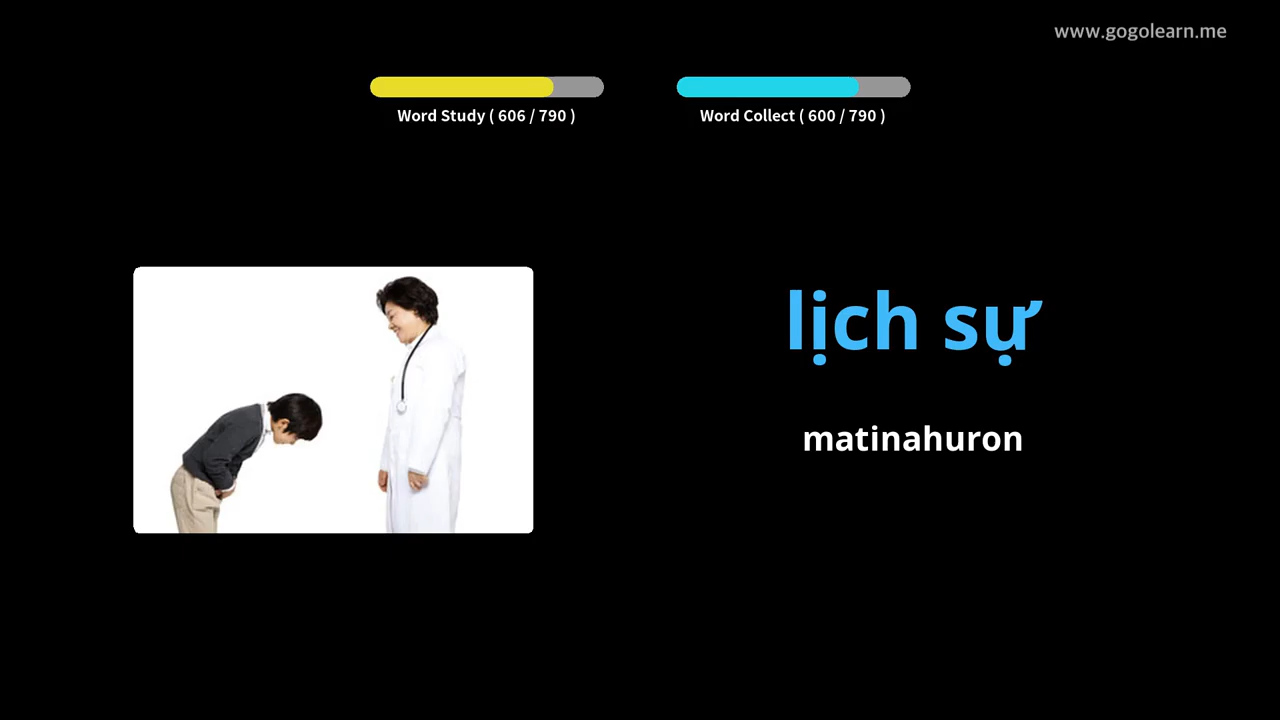 www.gogolearn.me
Word Study ( 606 / 790 )
Word Collect ( 600 / 790 )
lịch sự
matinahuron